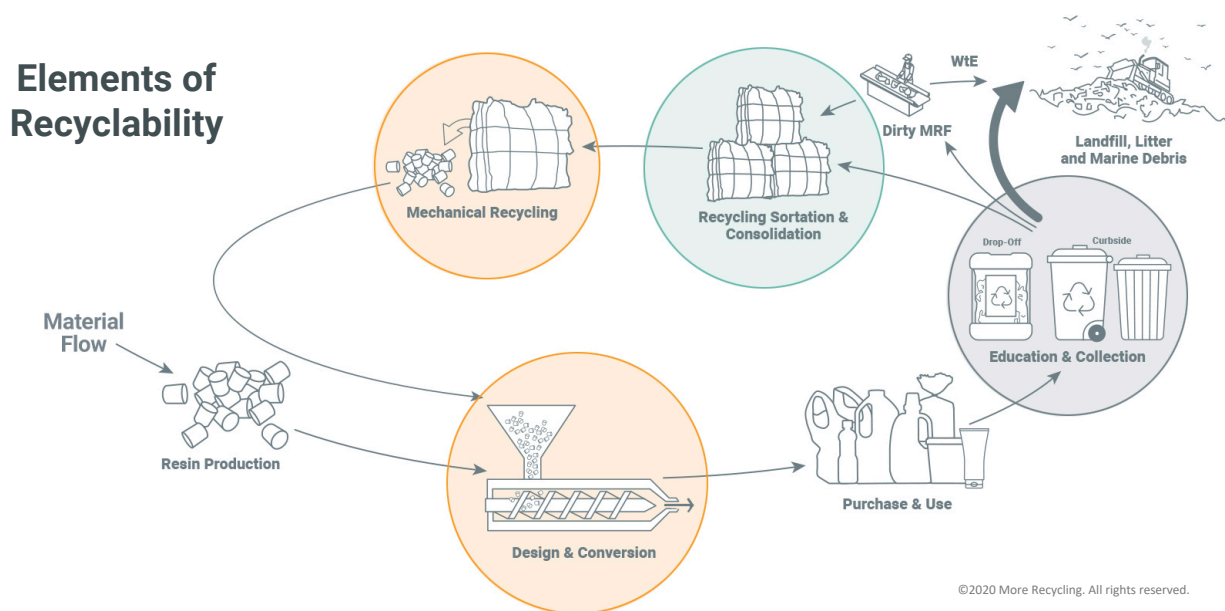 Elements of
Recyclability
WtE
Dirty MRF
Landfill, Litter
and Marine Debris
Mechanical Recycling
Recycling Sortation &
Consolidation
Drop-Off
Curbside
Education & Collection
Material
Flow
Resin Production
Design & Conversion
Purchase & Use
©2020 More Recycling. All rights reserved.